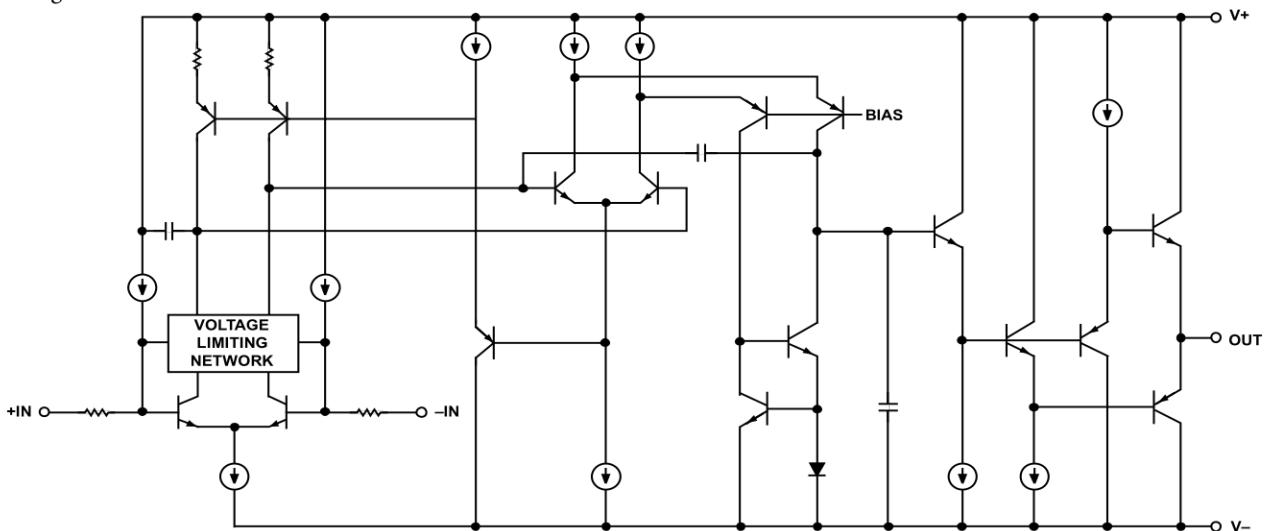 V+
BIAS
VOLTAGE
LIMITING
NETWORK
OUT
+IN
–IN
V–